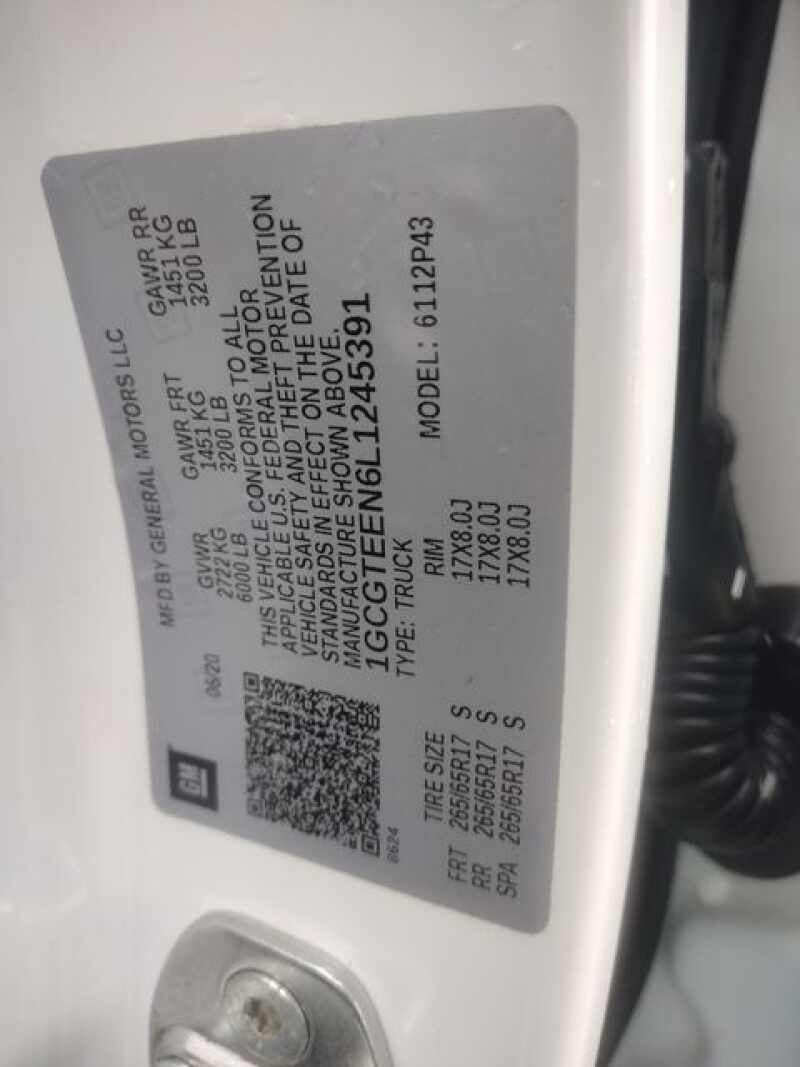 GM
06/20
MFD BY GENERAL MOTORS LLC
GVWR GAWR FRT GAWR RR
2722 KG 1451 KG 1451 KG
6000 LB 3200 LB 3200 LB
THIS VEHICLE CONFORMS TO ALL
APPLICABLE U.S. FEDERAL MOTOR
VEHICLE SAFETY AND THEFT PREVENTION
STANDARDS IN EFFECT ON THE DATE OF
MANUFACTURE SHOWN ABOVE.
1GCGTEEN6L1245391
8624
TYPE: TRUCK MODEL: 6112P43
TIRE SIZE RIM
FRT 265/65R17 S 17X8.0J
RR 265/65R17 S 17X8.0J
SPA 265/65R17 S 17X8.0J